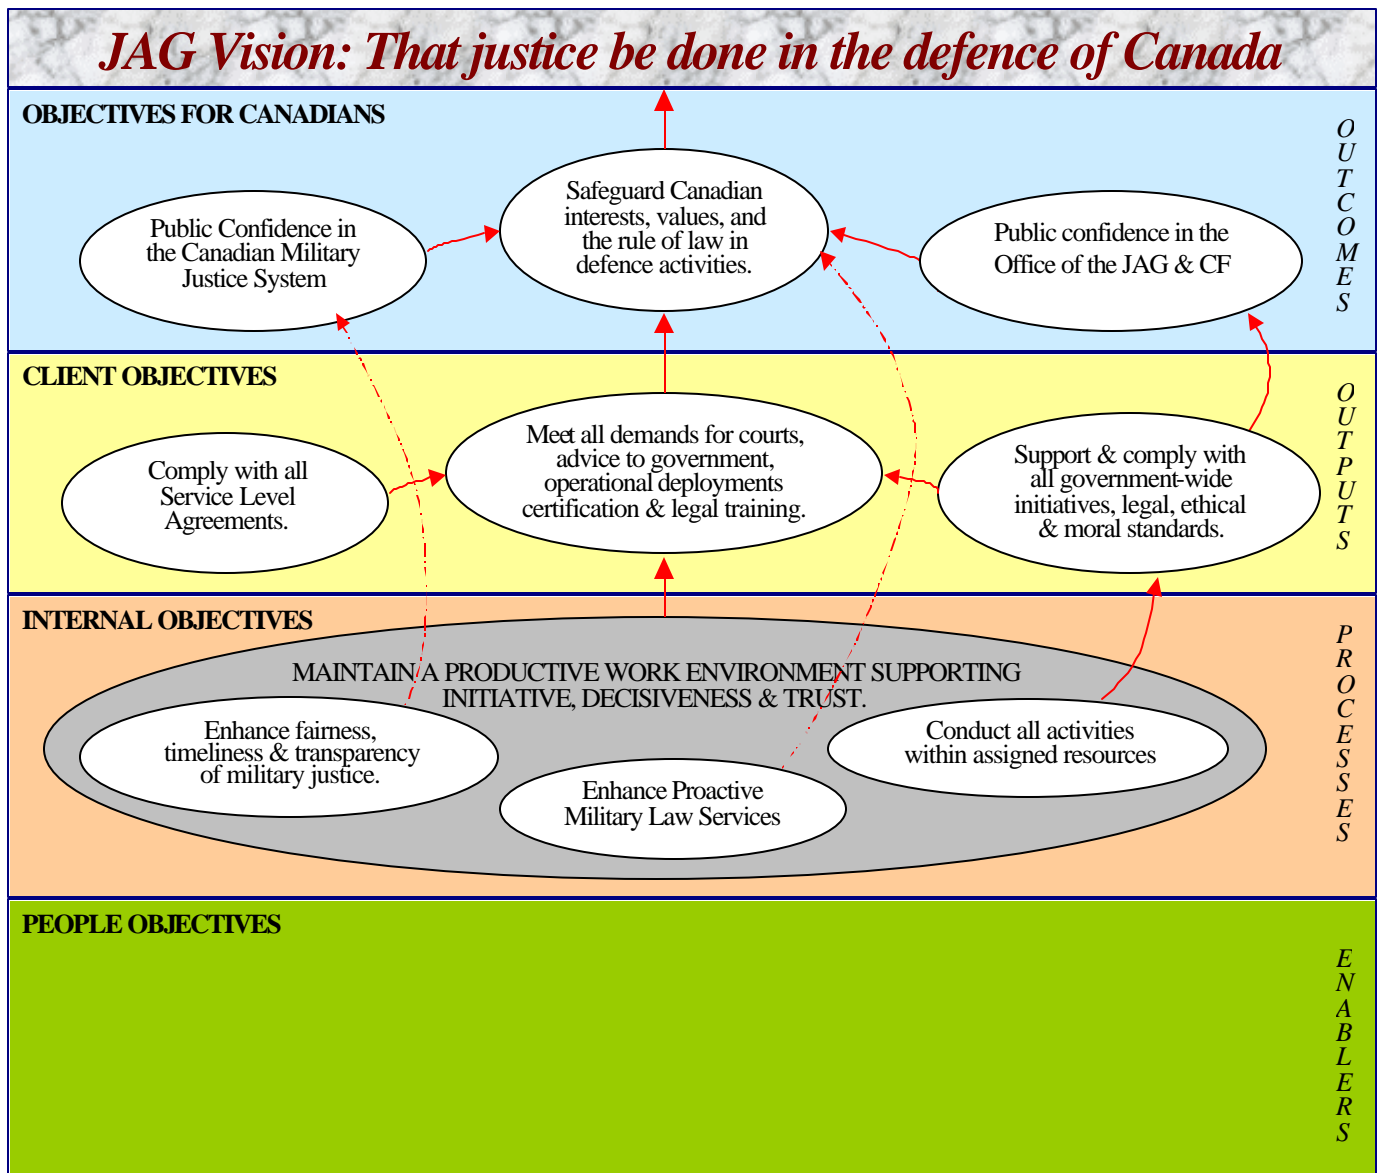 JAG Vision: That justice be done in the defence of Canada
OBJECTIVES FOR CANADIANS
Public Confidence in
the Canadian Military
Justice System
Safeguard Canadian
interests, values, and
the rule of law in
defence activities.
Public confidence in the
Office of the JAG & CF
OUTCOMES
CLIENT OBJECTIVES
Comply with all
Service Level
Agreements.
Meet all demands for courts,
advice to government,
operational deployments
certification & legal training.
Support & comply with
all government-wide
initiatives, legal, ethical
& moral standards.
OUTPUTS
INTERNAL OBJECTIVES
MAINTAIN A PRODUCTIVE WORK ENVIRONMENT SUPPORTING
INITIATIVE, DECISIVENESS & TRUST.
Enhance fairness,
timeliness & transparency
of military justice.
Enhance Proactive
Military Law Services
Conduct all activities
within assigned resources
PROCESSES
PEOPLE OBJECTIVES
ENABLERS